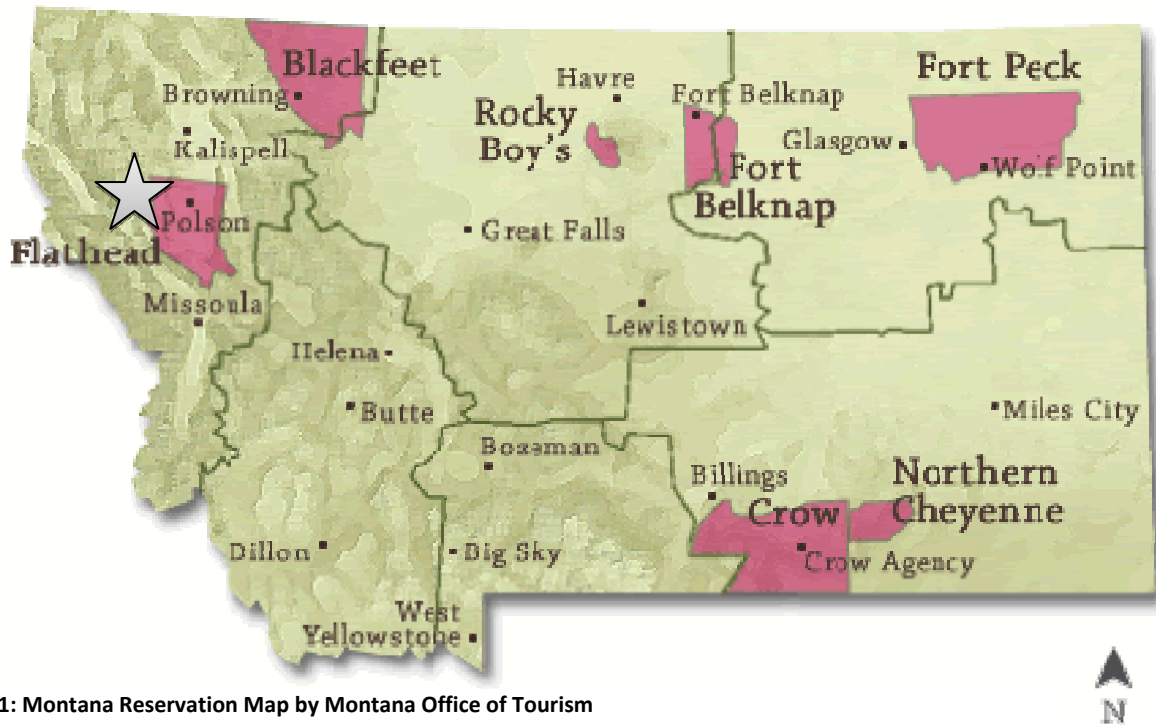 Blackfeet
Browning
Kalispell
Polson
Flathead
Missoula
Helena
Butte
Dillon
Bozeman
Big Sky
West
Yellowstone
Havre
Rocky
Boy's
Great Falls
Lewistown
Fort Belknap
Fort
Belknap
Fort Peck
Glasgow
Wolf Point
Miles City
Billings
Crow
Crow Agency
Northern
Cheyenne
N
1: Montana Reservation Map by Montana Office of Tourism